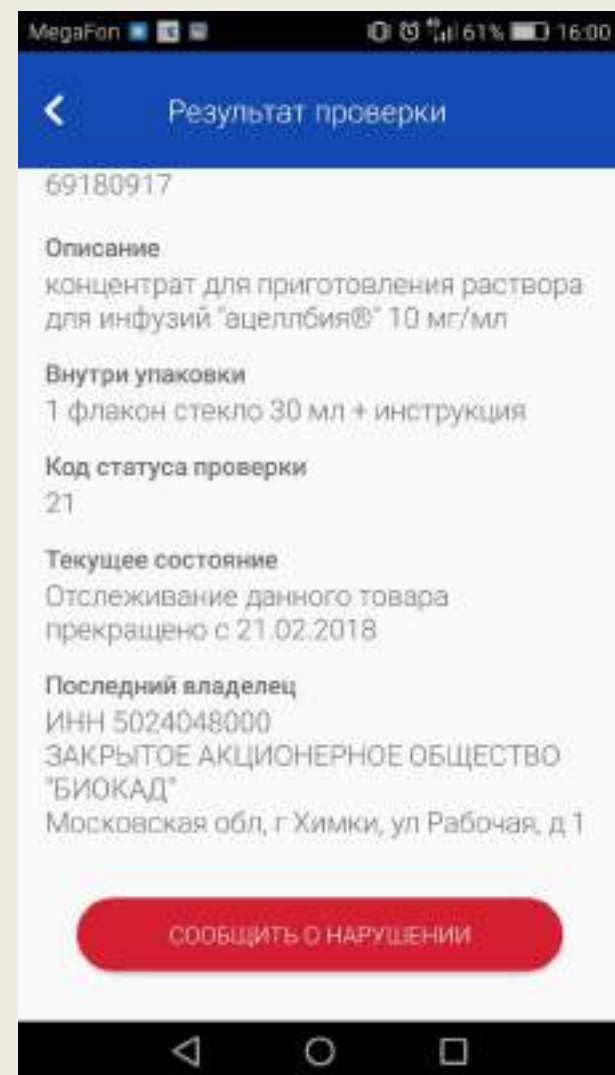 MegaFon 61% 16:00
Результат проверки
69180917
Описание
концентрат для приготовления раствора
для инфузий "ацеллбия®" 10 мг/мл
Внутри упаковки
1 флакон стекло 30 мл + инструкция
Код статуса проверки
21
Текущее состояние
Отслеживание данного товара
прекращено с 21.02.2018
Последний владелец
ИНН 5024048000
ЗАКРЫТОЕ АКЦИОНЕРНОЕ ОБЩЕСТВО
"БИОКАД"
Московская обл, г Химки, ул Рабочая, д 1
СООБЩИТЬ О НАРУШЕНИИ